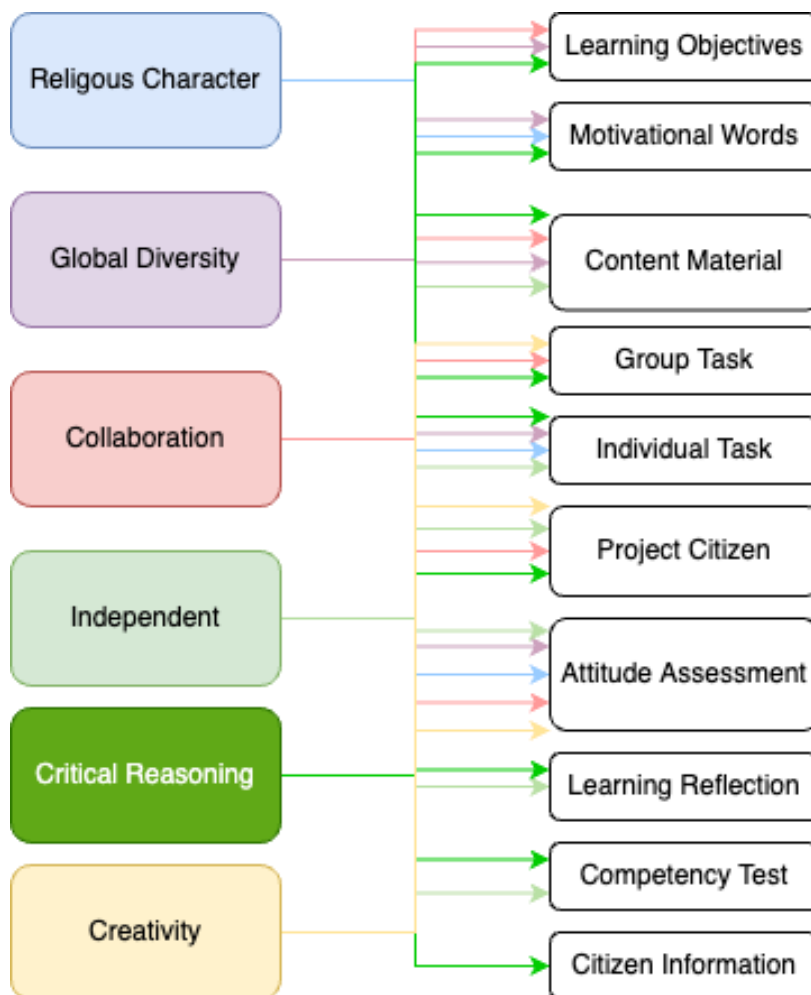 Religous Character
Global Diversity
Collaboration
Independent
Critical Reasoning
Creativity
Learning Objectives
Motivational Words
Content Material
Group Task
Individual Task
Project Citizen
Attitude Assessment
Learning Reflection
Competency Test
Citizen Information